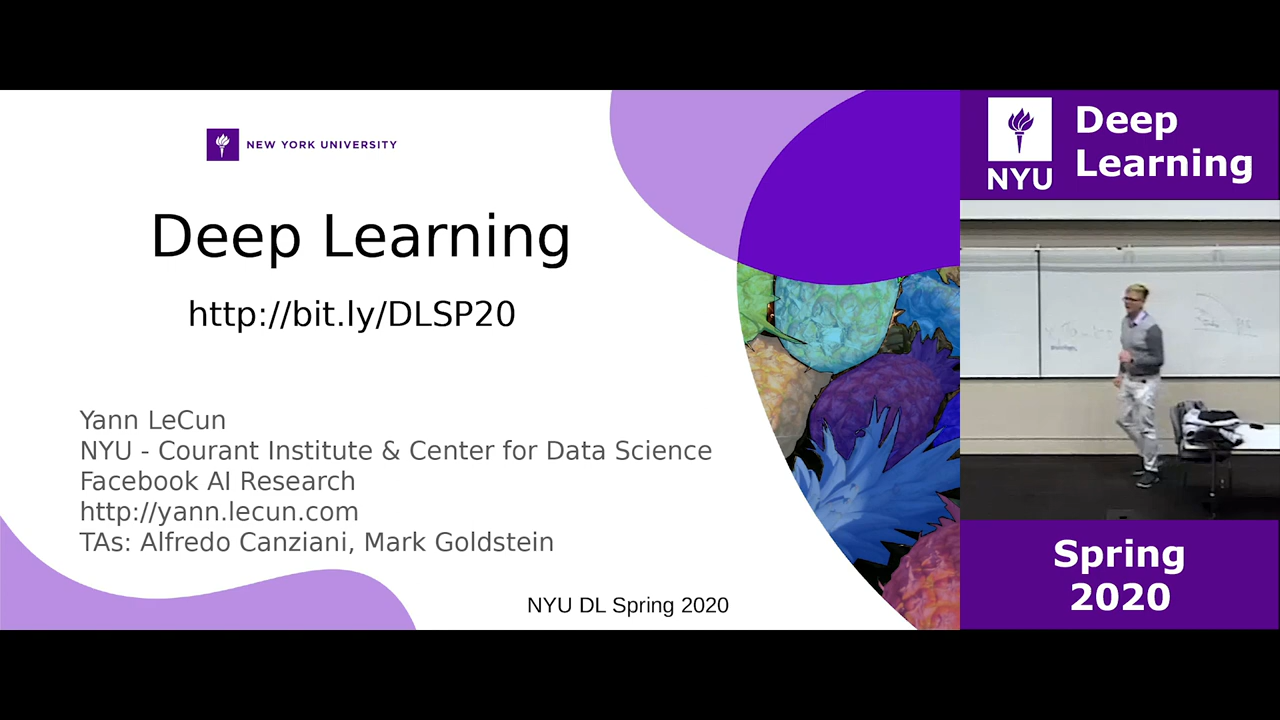 NEW YORK UNIVERSITY
Deep Learning
http://bit.ly/DLSP20
Yann LeCun
NYU - Courant Institute & Center for Data Science
Facebook AI Research
http://yann.lecun.com
TAs: Alfredo Canziani, Mark Goldstein
NYU DL Spring 2020
NYU
Deep
Learning
Spring
2020